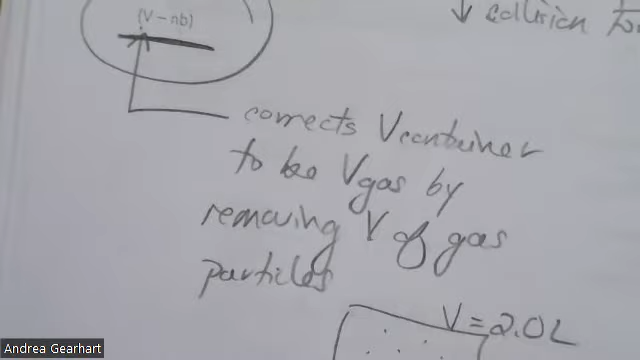 (V - nb)
↓ collision
corrects Vcontainer
to be Vgas by
removing V of gas
particles
V = 2.0L
Andrea Gearhart